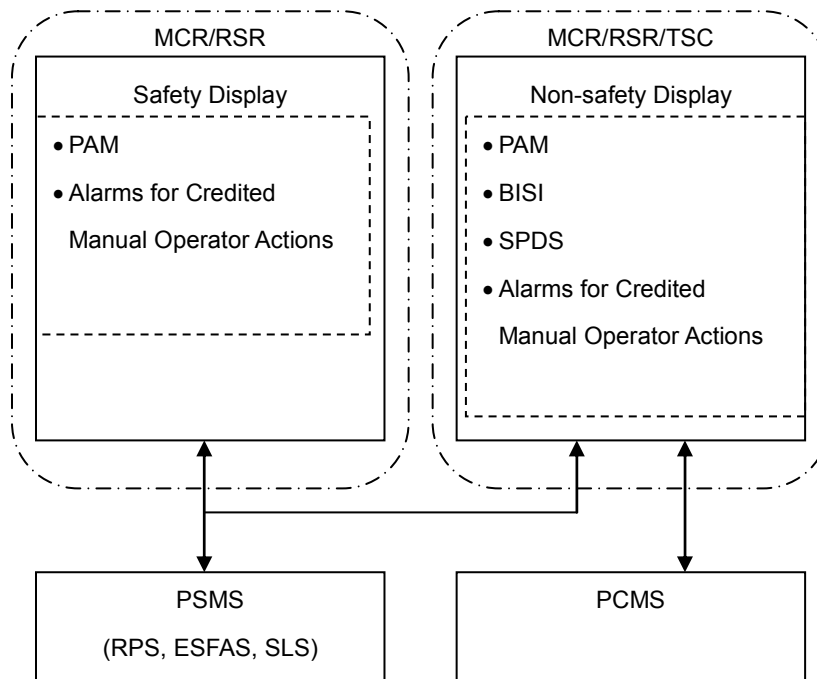 MCR/RSR
Safety Display
• PAM
• Alarms for Credited
Manual Operator Actions
MCR/RSR/TSC
Non-safety Display
• PAM
• BISI
• SPDS
• Alarms for Credited
Manual Operator Actions
PSMS
(RPS, ESFAS, SLS)
PCMS